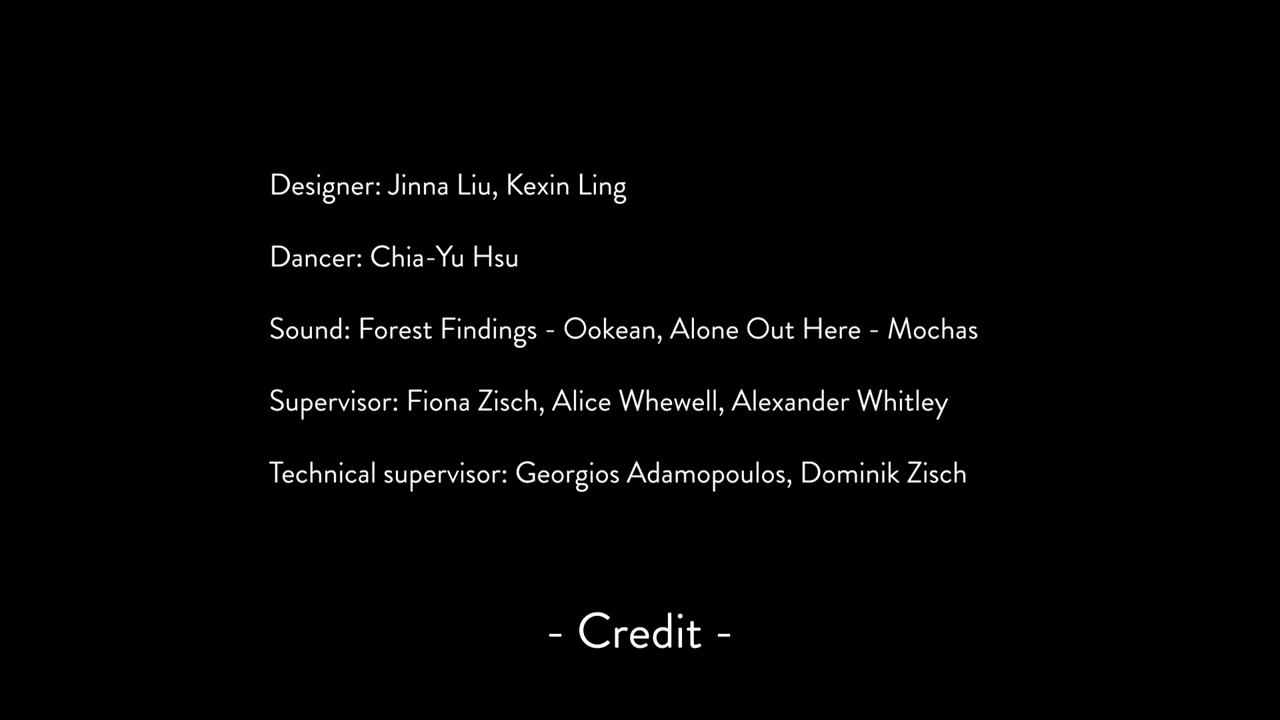 Designer: Jinna Liu, Kexin Ling
Dancer: Chia-Yu Hsu
Sound: Forest Findings - Ookean, Alone Out Here - Mochas
Supervisor: Fiona Zisch, Alice Whewell, Alexander Whitley
Technical supervisor: Georgios Adamopoulos, Dominik Zisch
- Credit -